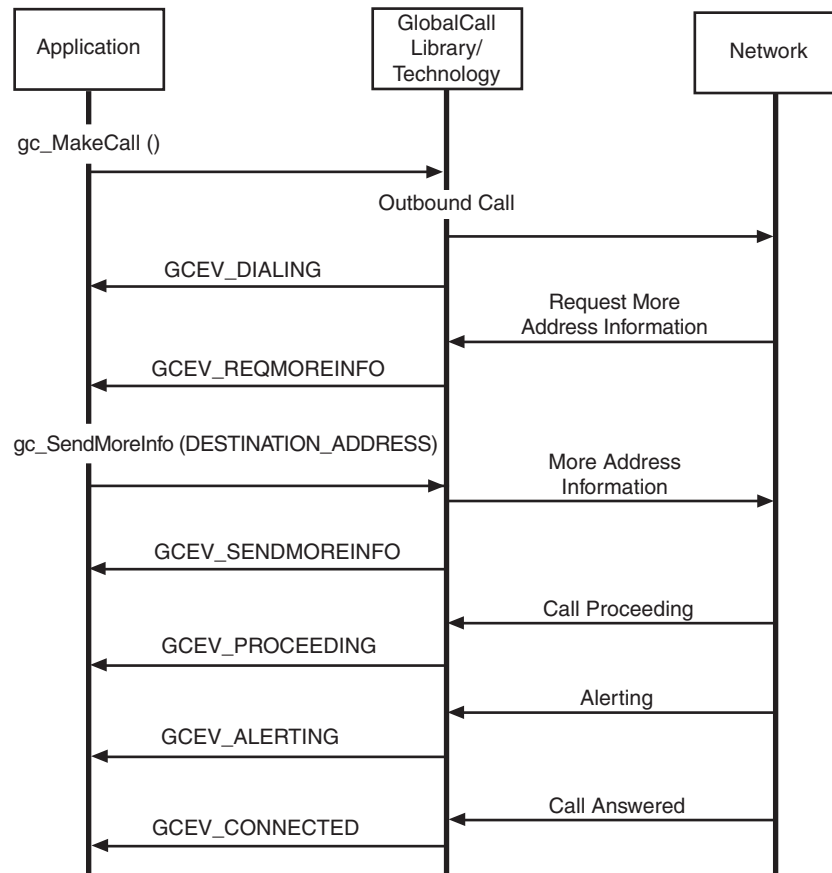 Application
GlobalCall
Library/
Technology
Network
gc_MakeCall ()
Outbound Call
GCEV_DIALING
Request More
Address Information
GCEV_REQMOREINFO
gc_SendMoreInfo (DESTINATION_ADDRESS)
More Address
Information
GCEV_SENDMOREINFO
Call Proceeding
GCEV_PROCEEDING
Alerting
GCEV_ALERTING
Call Answered
GCEV_CONNECTED